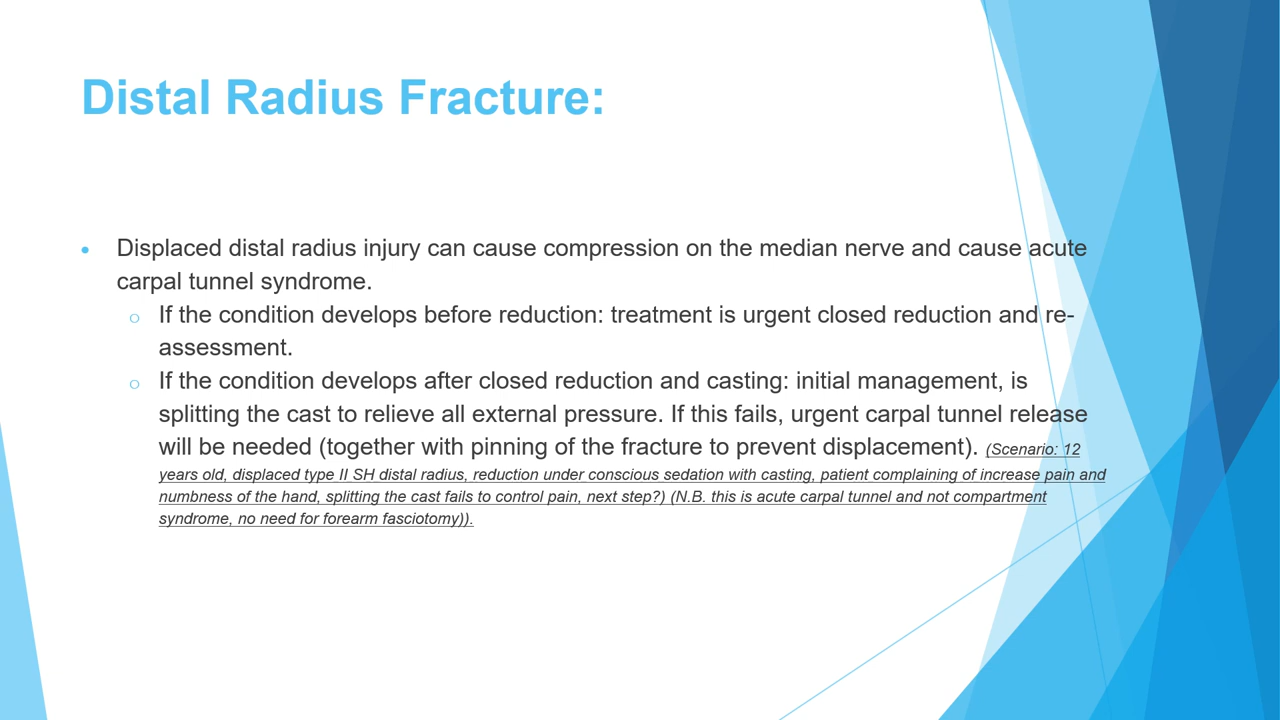 Distal Radius Fracture:
• Displaced distal radius injury can cause compression on the median nerve and cause acute
carpal tunnel syndrome.
o If the condition develops before reduction: treatment is urgent closed reduction and re-
assessment.
o If the condition develops after closed reduction and casting: initial management, is
splitting the cast to relieve all external pressure. If this fails, urgent carpal tunnel release
will be needed (together with pinning of the fracture to prevent displacement). (Scenario: 12
years old, displaced type II SH distal radius, reduction under conscious sedation with casting, patient complaining of increase pain and
numbness of the hand, splitting the cast fails to control pain, next step?) (N.B. this is acute carpal tunnel and not compartment
syndrome, no need for forearm fasciotomy)).